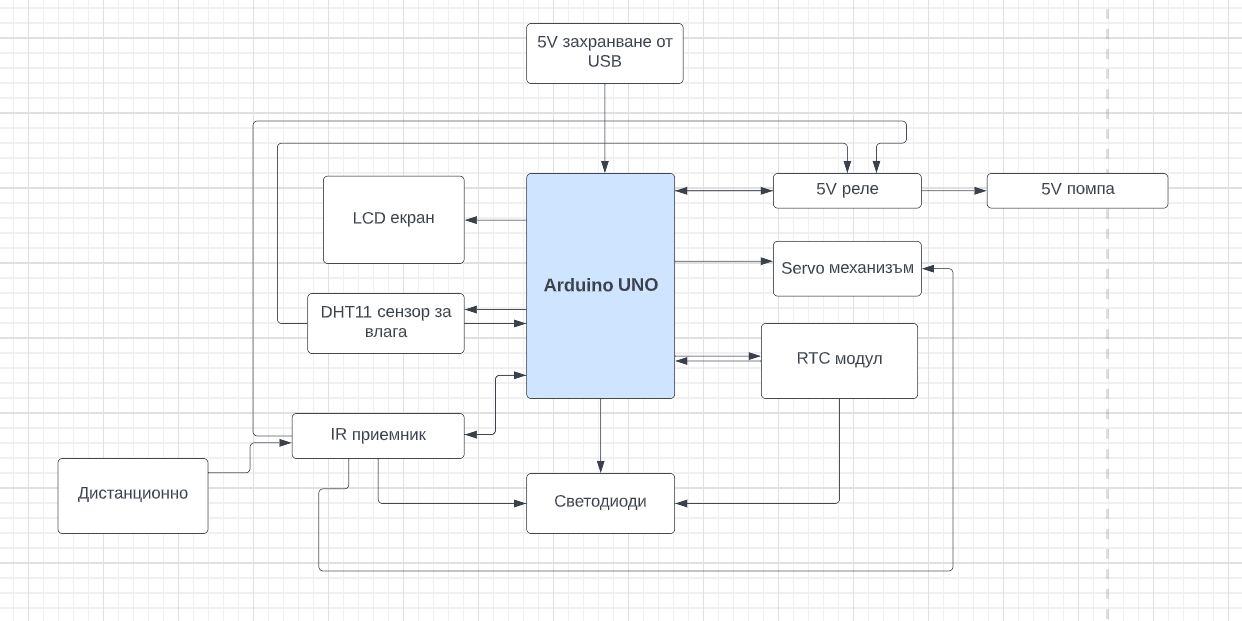 5V захранване от
USB
5V реле
5V помпа
LCD екран
Servo механизъм
Arduino UNO
DHT11 сензор за
влага
RTC модул
IR приемник
Дистанционно
Светодиоди